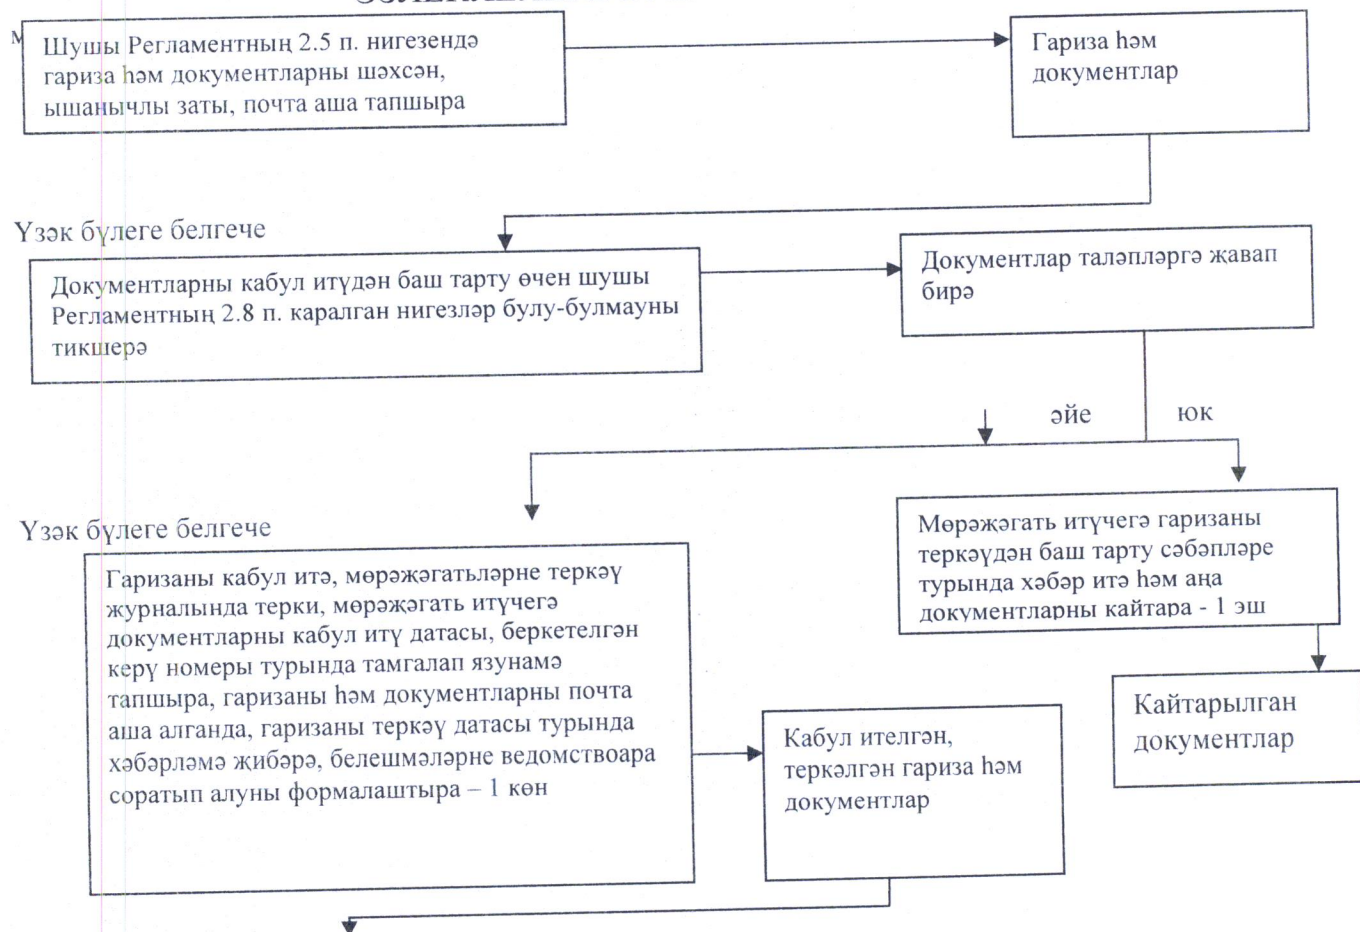 Шушы Регламентның 2.5 п. нигезендә
гариза һәм документларны шәхсән,
ышанычлы заты, почта аша тапшыра
Гариза һәм
документлар
Үзәк бүлеге белгече
Документларны кабул итүдән баш тарту өчен шушы
Регламентның 2.8 п. каралган нигезләр булу-булмауны
тикшерә
Документлар таләпләргә җавап
бирә
әйе
юк
Үзәк бүлеге белгече
Гаризаны кабул итә, мөрәҗәгатьләрне теркәү
журналында терки, мөрәҗәгать итүчегә
документларны кабул итү датасы, беркетелгән
керү номеры турында тамгалап язунамә
тапшыра, гаризаны һәм документларны почта
аша алганда, гаризаны теркәү датасы турында
хәбәрләмә җибәрә, белешмәләрне ведомствоара
соратып алуны формалаштыра – 1 көн
Мөрәҗәгать итүчегә гаризаны
теркәүдән баш тарту сәбәпләре
турында хәбәр итә һәм аңа
документларны кайтара - 1 эш
Кабул ителгән,
теркәлгән гариза һәм
документлар
Кайтарылган
документлар